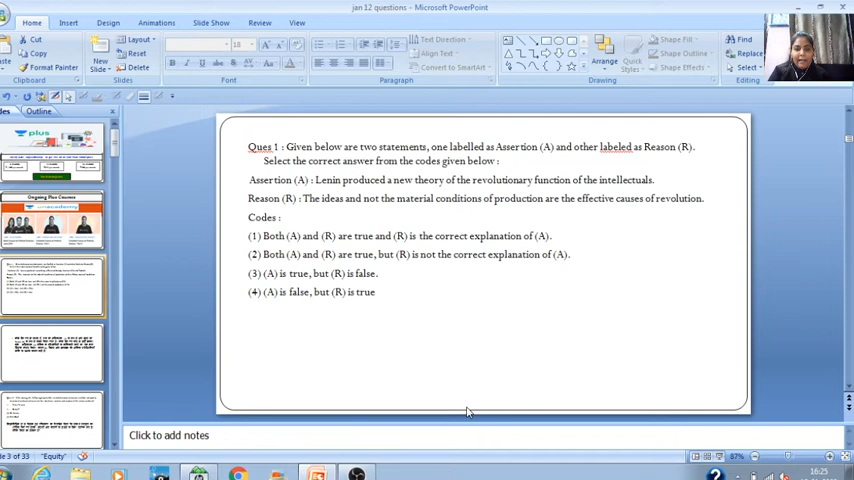 jan 12 questions - Microsoft PowerPoint
Home Insert Design Animations Slide Show Review View
Cut
Copy
Format Painter
Clipboard
New Slide
Layout
Reset
Delete
Slides
18
Font
Paragraph
Text Direction
Align Text
Convert to SmartArt
Arrange
Quick Styles
Shape Fill
Shape Outline
Shape Effects
Drawing
Find
Replace
Select
Editing
Outline
plus
Ongoing Plus Courses
unacademy
Ques 1 : Given below are two statements, one labelled as Assertion (A) and other labeled as Reason (R).
Select the correct answer from the codes given below :
Assertion (A) : Lenin produced a new theory of the revolutionary function of the intellectuals.
Reason (R) : The ideas and not the material conditions of production are the effective causes of revolution.
Codes :
(1) Both (A) and (R) are true and (R) is the correct explanation of (A).
(2) Both (A) and (R) are true, but (R) is not the correct explanation of (A).
(3) (A) is true, but (R) is false.
(4) (A) is false, but (R) is true
Click to add notes
3 of 33 "Equity" 87%
16:25